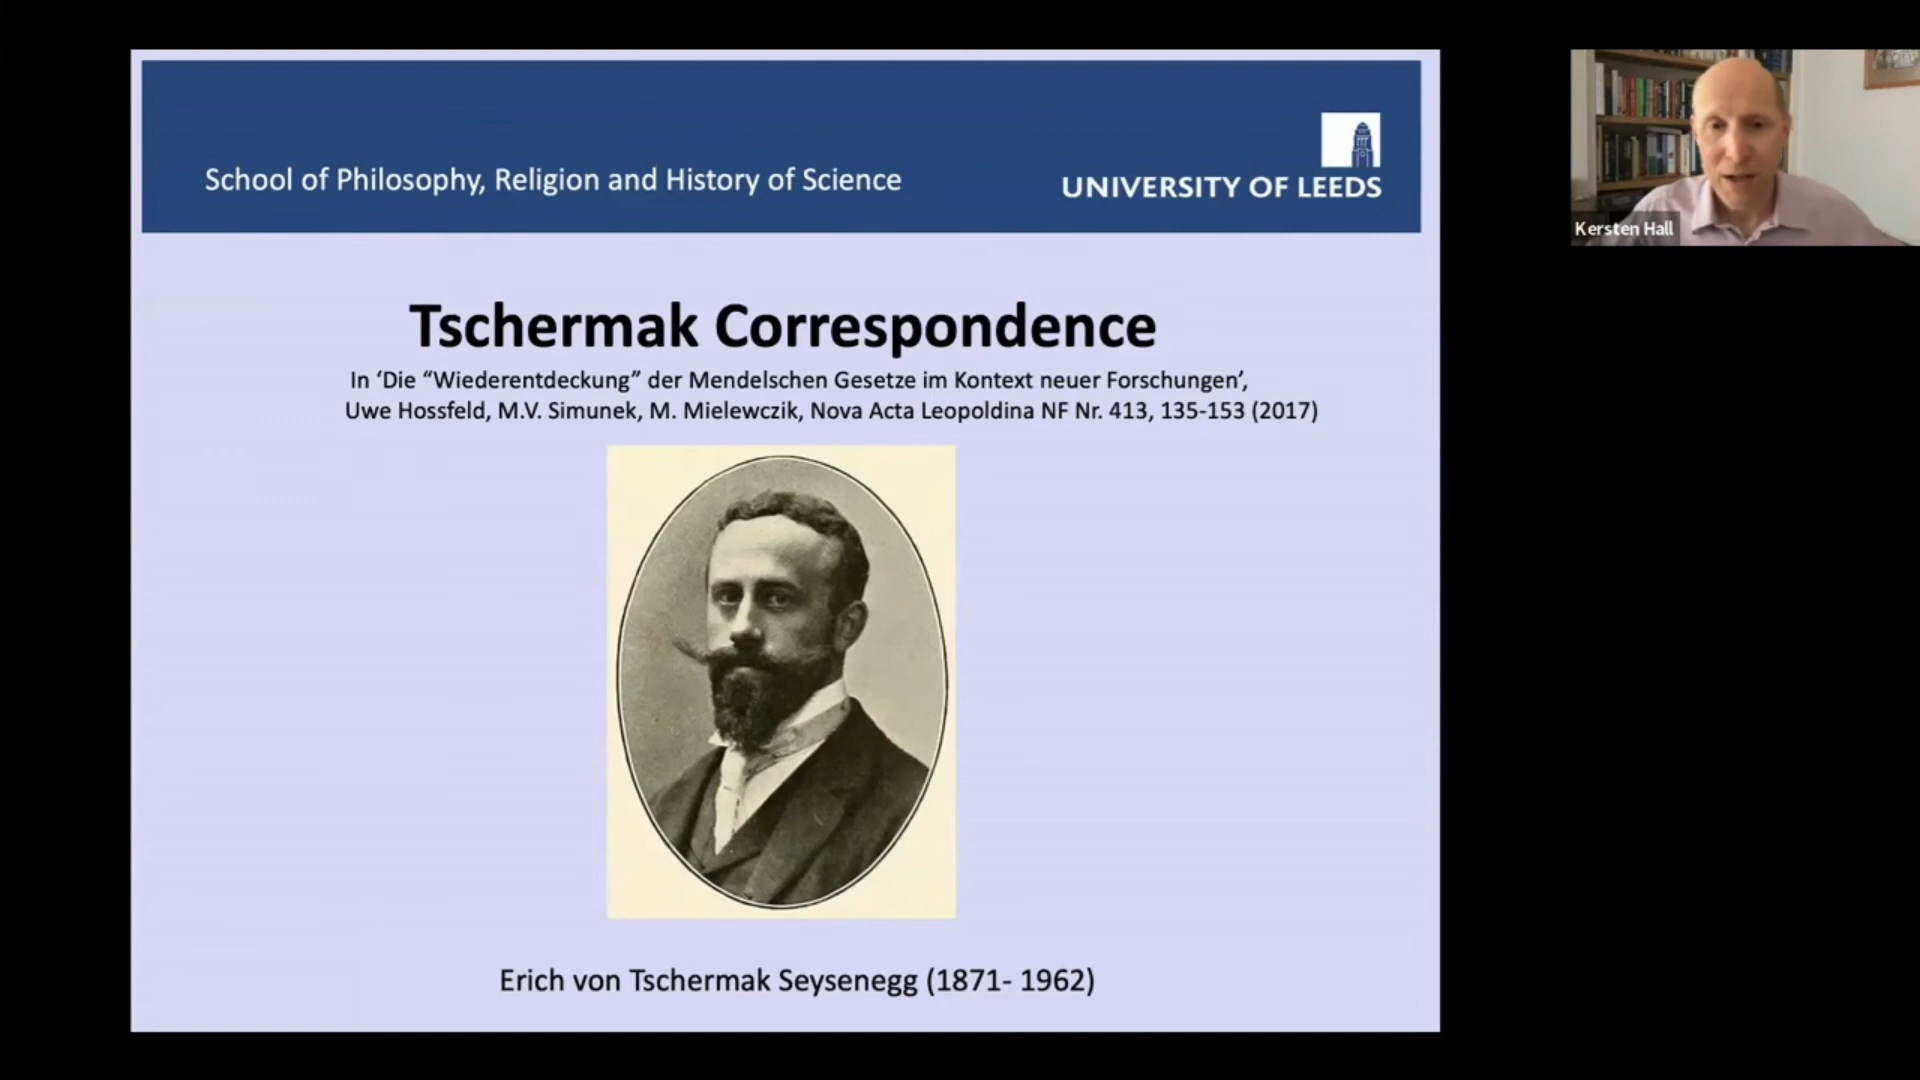 School of Philosophy, Religion and History of Science
UNIVERSITY OF LEEDS
Tschermak Correspondence
In ‘Die “Wiederentdeckung” der Mendelschen Gesetze im Kontext neuer Forschungen’,
Uwe Hossfeld, M.V. Simunek, M. Mielewczik, Nova Acta Leopoldina NF Nr. 413, 135-153 (2017)
Erich von Tschermak Seysenegg (1871- 1962)
Kersten Hall